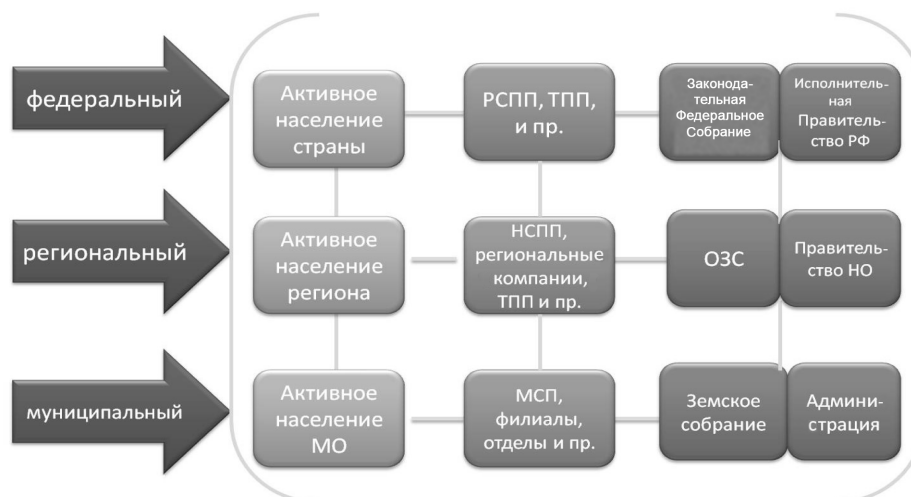 федеральный
Активное
население
страны
РСПП, ТПП,
и пр.
Законода-
тельная
Федеральное
Собрание
Исполнитель-
ная
Правитель-
ство РФ
региональный
Активное
население
региона
НСПП,
региональные
компании,
ТПП и пр.
ОЗС
Правитель-
ство НО
муниципальный
Активное
население
МО
МСП,
филиалы,
отделы и пр.
Земское
собрание
Админи-
страция